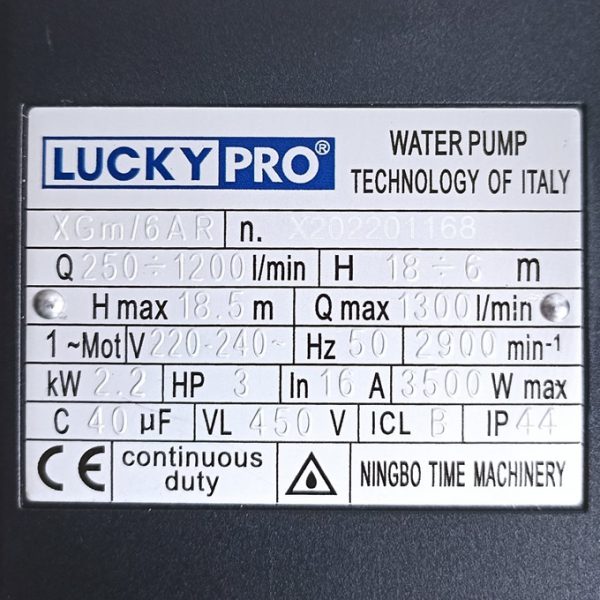 LUCKY PRO®
WATER PUMP
TECHNOLOGY OF ITALY
XGm/6AR n. X202201168
Q 250÷1200 l/min H 18÷6 m
H max 18.5 m Q max 1300 l/min
1~Mot V 220-240~ Hz 50 2900 min-1
kW 2.2 HP 3 In 16 A 3500 W max
C 40 µF VL 450 V ICL B IP 44
CE continuous duty NINGBO TIME MACHINERY